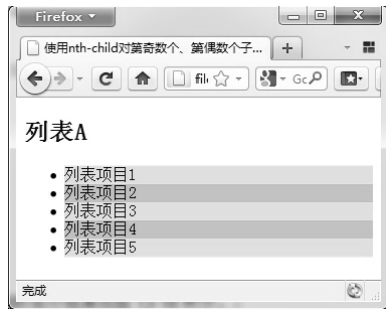 Firefox
使用nth-child对第奇数个、第偶数个子...
fil
Gc
列表A
列表项目1
列表项目2
列表项目3
列表项目4
列表项目5
完成